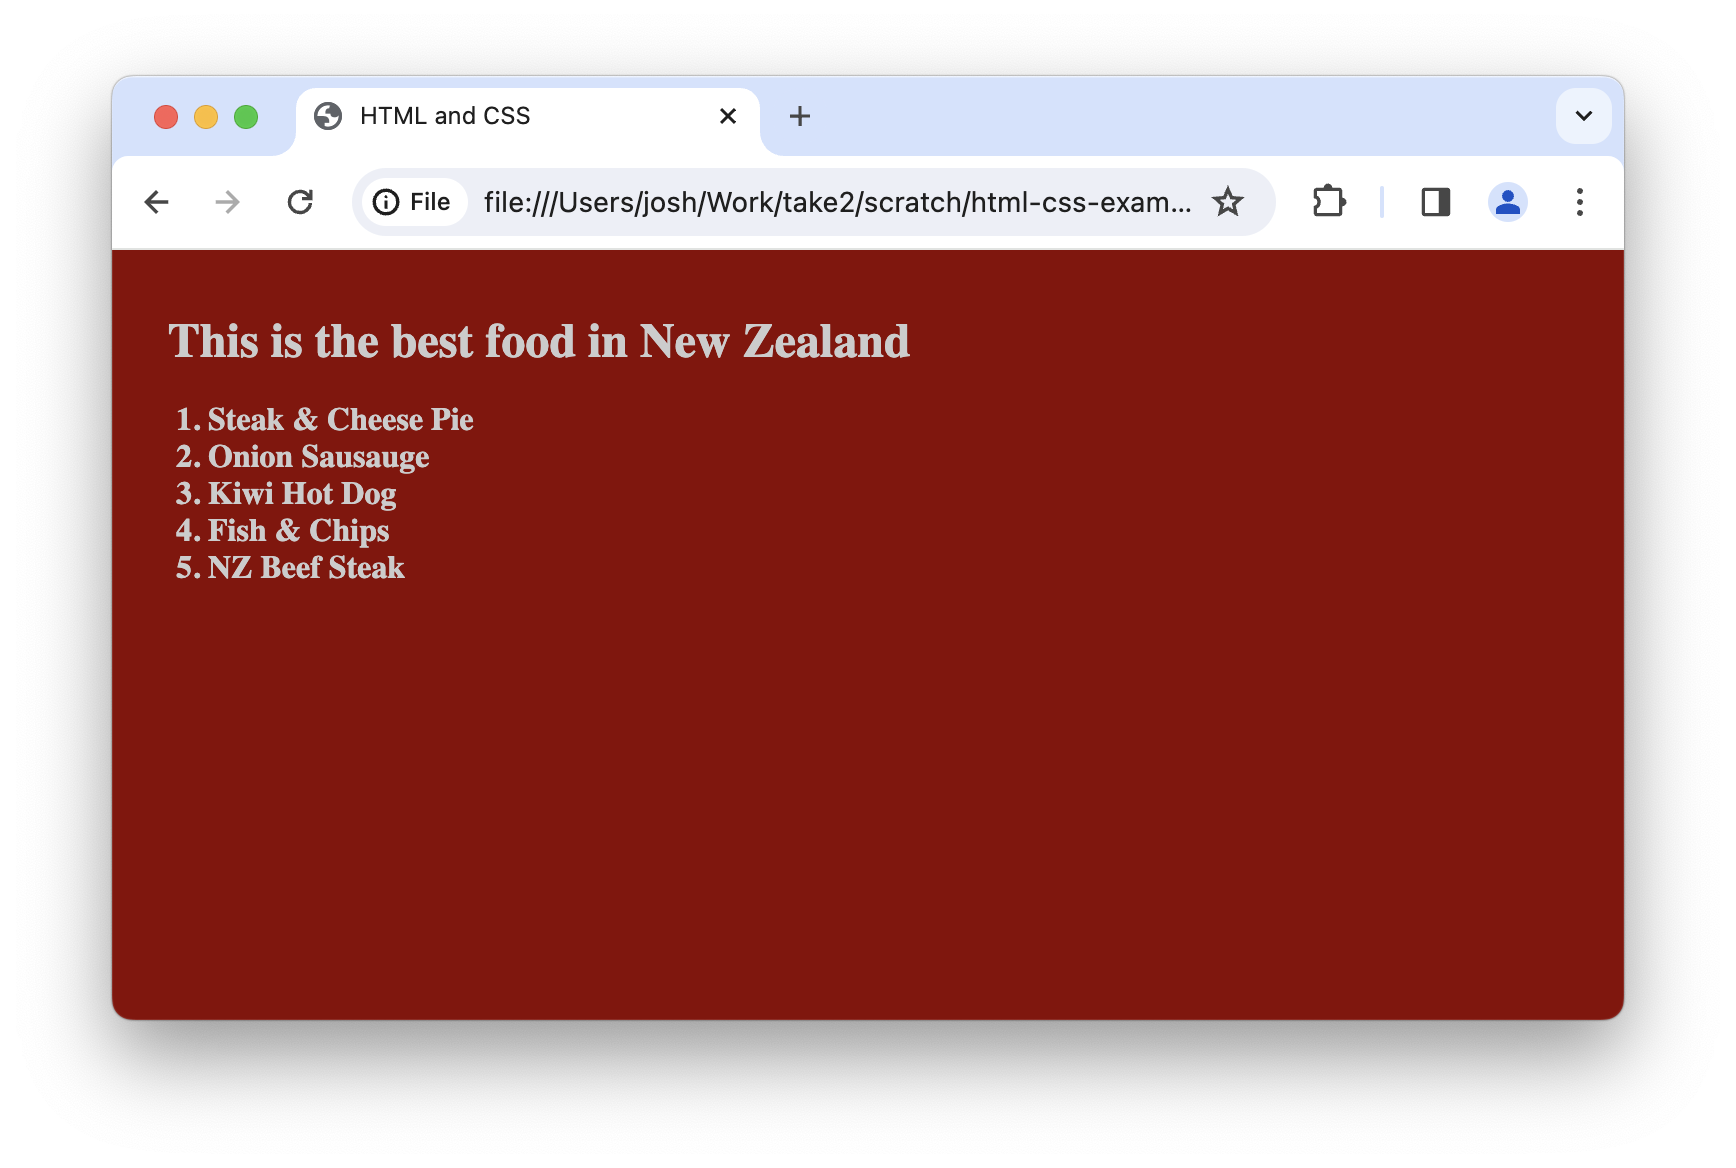 HTML and CSS
File file:///Users/josh/Work/take2/scratch/html-css-exam...
This is the best food in New Zealand
1. Steak & Cheese Pie
2. Onion Sausauge
3. Kiwi Hot Dog
4. Fish & Chips
5. NZ Beef Steak